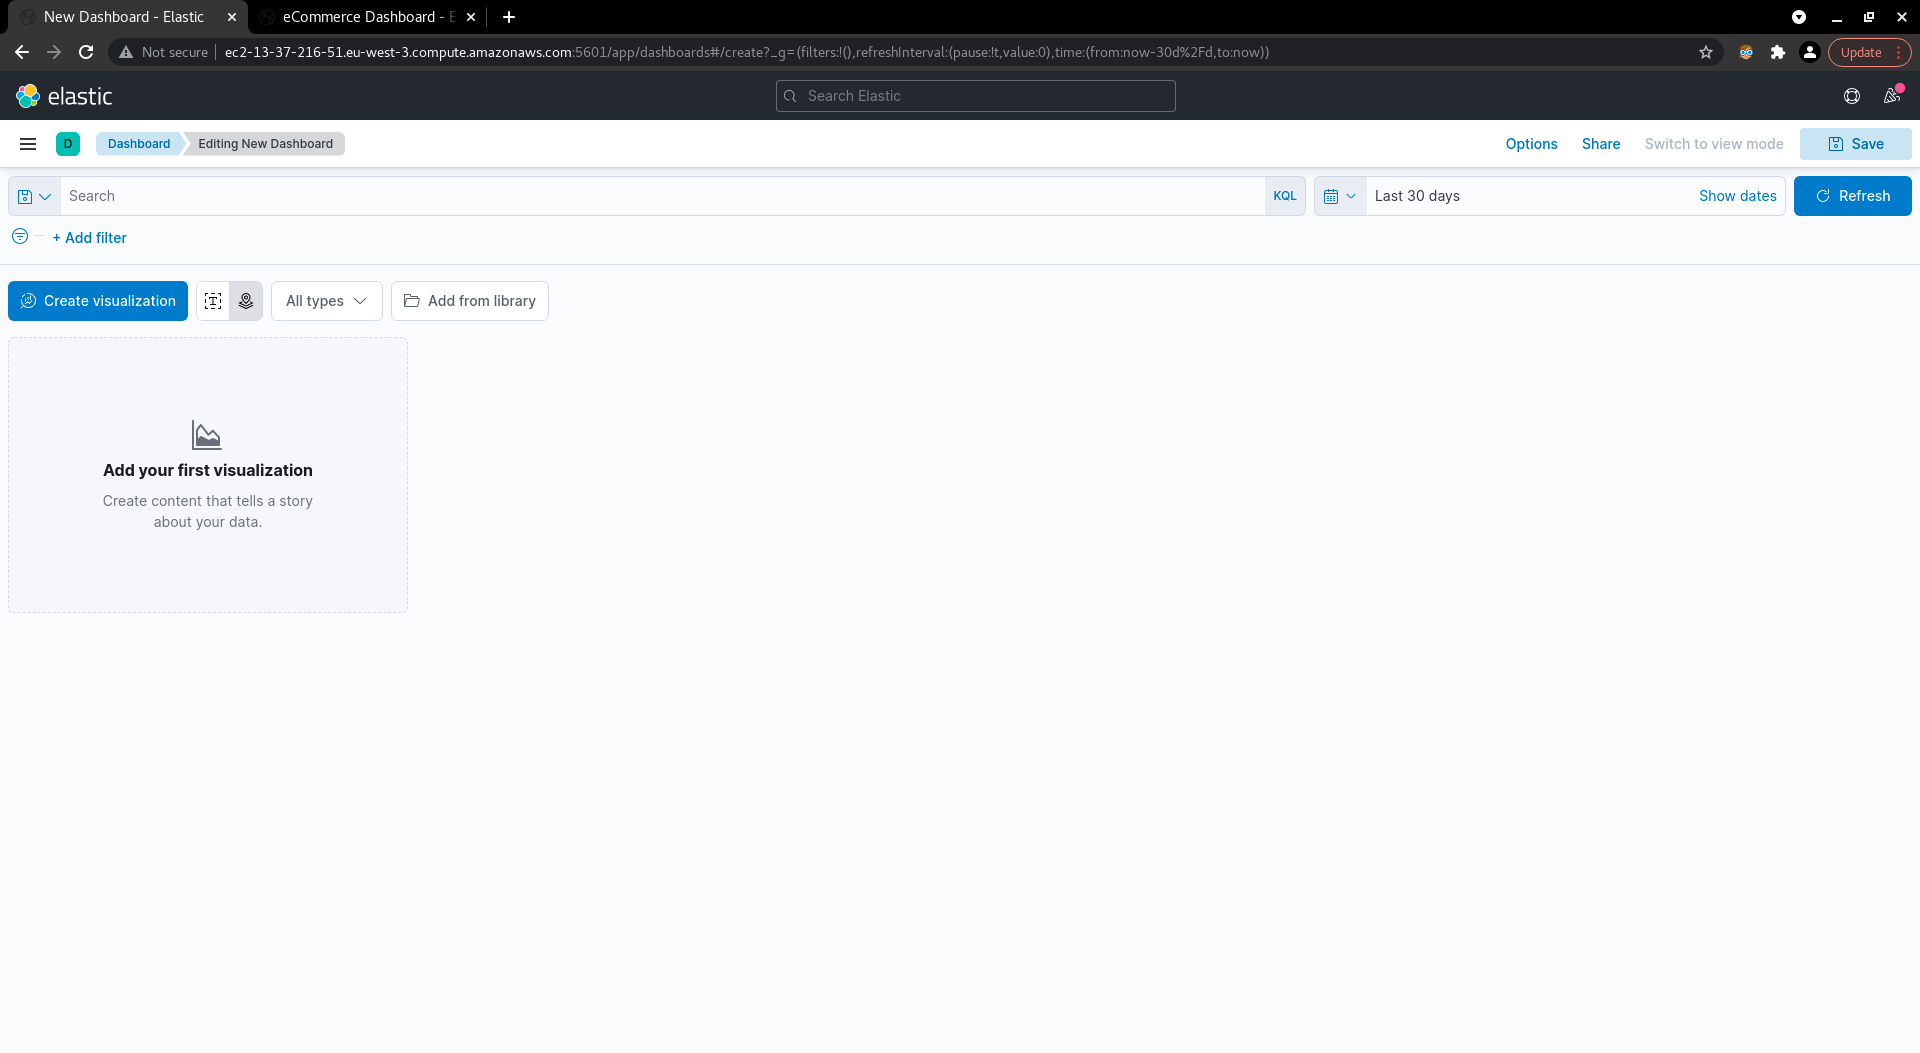 New Dashboard - Elastic
eCommerce Dashboard - E
Not secure
ec2-13-37-216-51.eu-west-3.compute.amazonaws.com:5601/app/dashboards#/create?_g=(filters:!(),refreshInterval:(pause:!t,value:0),time:(from:now-30d%2Fd,to:now))
Update
elastic
Search Elastic
D
Dashboard
Editing New Dashboard
Options
Share
Switch to view mode
Save
Search
KQL
Last 30 days
Show dates
Refresh
+ Add filter
Create visualization
T
All types
Add from library
Add your first visualization
Create content that tells a story
about your data.